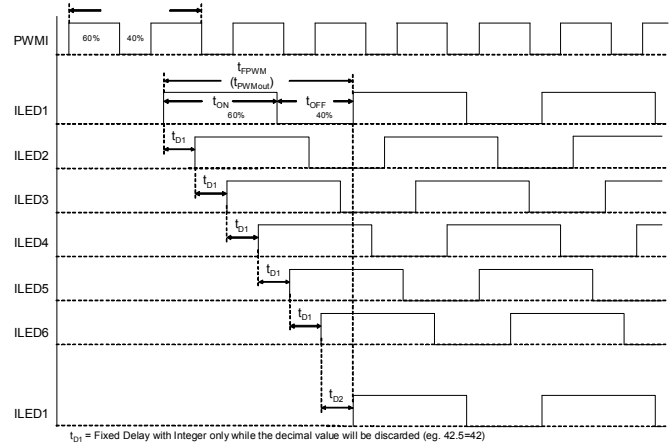 PWMI
60% 40%
tFPWM
(tPWMout)
tON tOFF
ILED1
60% 40%
tD1
ILED2
tD1
ILED3
tD1
ILED4
tD1
ILED5
tD1
ILED6
tD2
ILED1
tD1 = Fixed Delay with Integer only while the decimal value will be discarded (eg. 42.5=42)